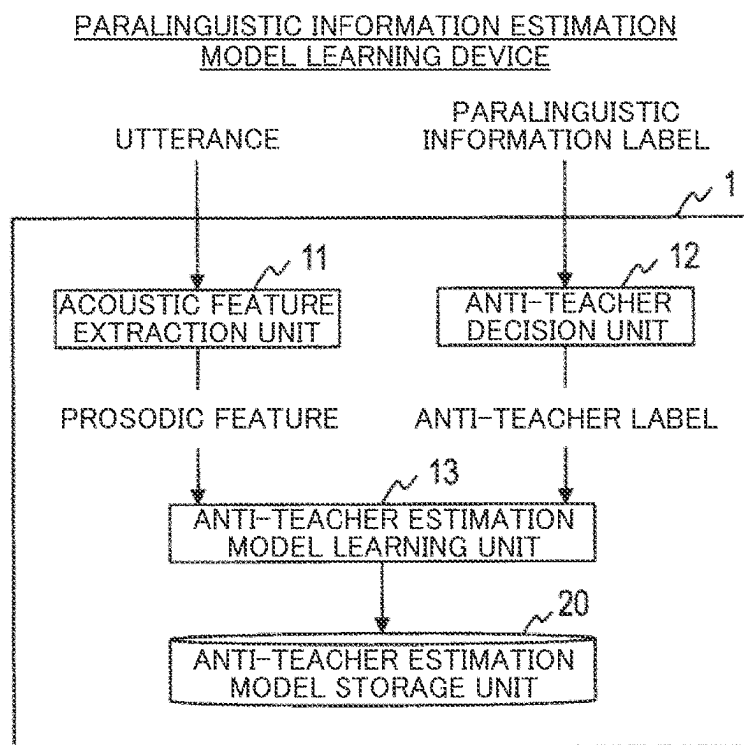 PARALINGUISTIC INFORMATION ESTIMATION
MODEL LEARNING DEVICE
UTTERANCE
PARALINGUISTIC
INFORMATION LABEL
1
11
ACOUSTIC FEATURE
EXTRACTION UNIT
12
ANTI-TEACHER
DECISION UNIT
PROSODIC FEATURE
ANTI-TEACHER LABEL
13
ANTI-TEACHER ESTIMATION
MODEL LEARNING UNIT
20
ANTI-TEACHER ESTIMATION
MODEL STORAGE UNIT